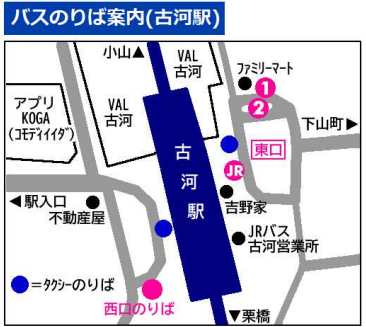 バスのりば案内(古河駅)
小山▲
VAL
古河
ファミリーマート
1
2
下山町▶
アプリ
KOGA
(コモディイイダ)
VAL
古河
古河駅
東口
JR
吉野家
◀駅入口
不動産屋
JRバス
古河営業所
●=タクシーのりば
西口のりば
▼栗橋